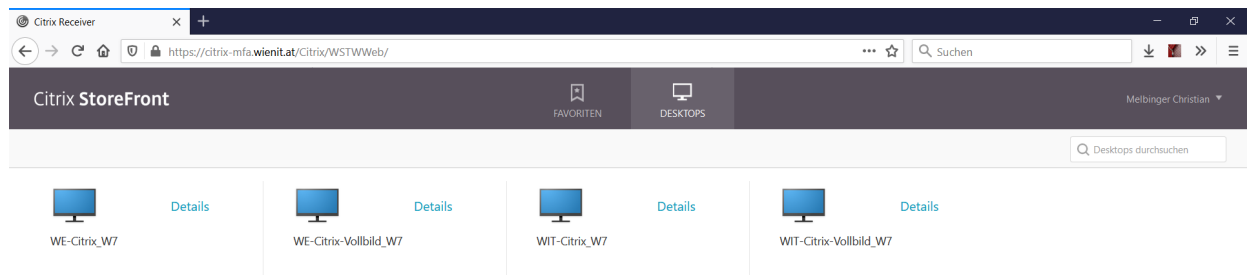 Citrix Receiver
https://citrix-mfa.wienit.at/Citrix/WSTWWeb/
Suchen
Citrix StoreFront
FAVORITEN
DESKTOPS
Melbinger Christian
Desktops durchsuchen
Details
Details
Details
Details
WE-Citrix_W7
WE-Citrix-Vollbild_W7
WIT-Citrix_W7
WIT-Citrix-Vollbild_W7